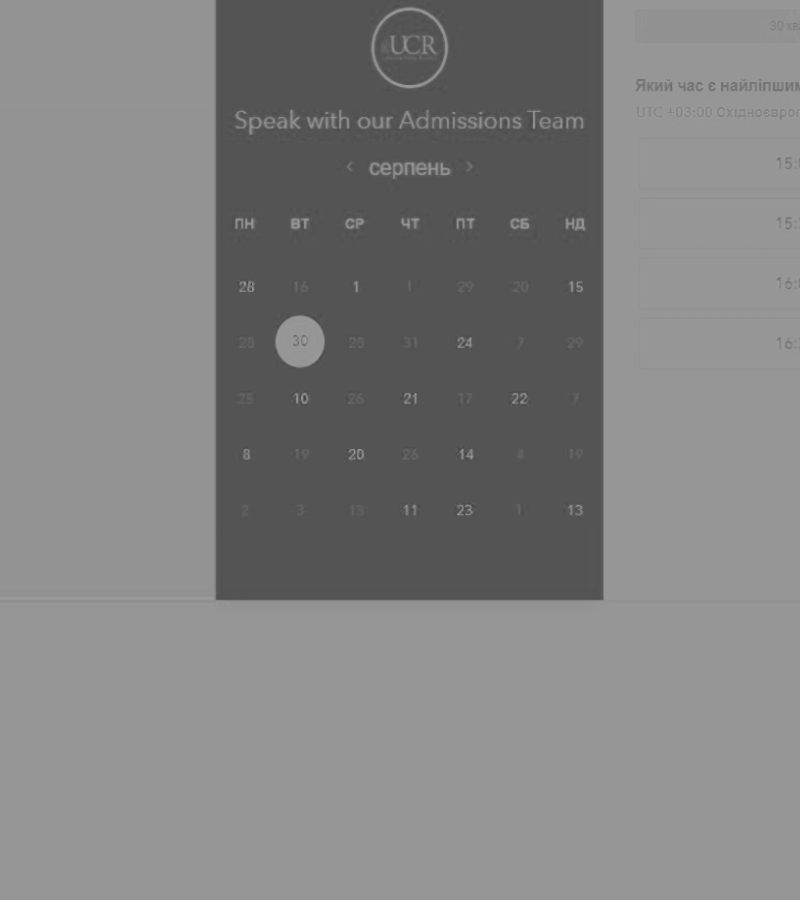 UCR
Speak with our Admissions Team
‹ серпень ›
ПН ВТ СР ЧТ ПТ СБ НД
28 16 1 1 29 20 15
28 30 28 31 24 7 29
25 10 26 21 17 22 7
8 19 20 26 14 4 19
2 3 13 11 23 1 13
30 хв
Який час є найліпшим
UTC +03:00 Східноєвроп
15:
15:
16:
16: